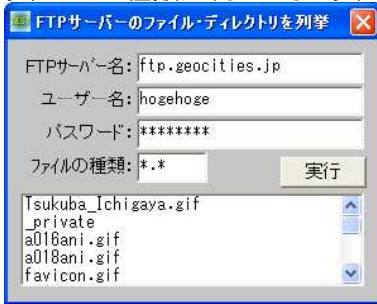 FTPサーバーのファイル・ディレクトリを列挙
FTPサーバー名: ftp.geocities.jp
ユーザー名: hogehoge
パスワード: ********
ファイルの種類: *.*
実行
Tsukuba_Ichigaya.gif
_private
a016ani.gif
a018ani.gif
favicon.gif